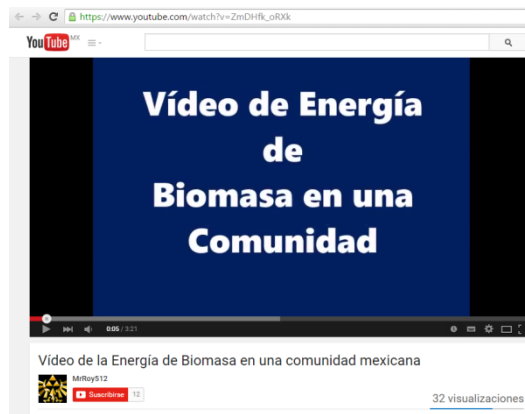 https://www.youtube.com/watch?v=ZmDHfk_oRXk
YouTube MX
Vídeo de Energía
de
Biomasa en una
Comunidad
0:05 / 3:21
Vídeo de la Energía de Biomasa en una comunidad mexicana
MrRoy512
Suscribirse 12
32 visualizaciones